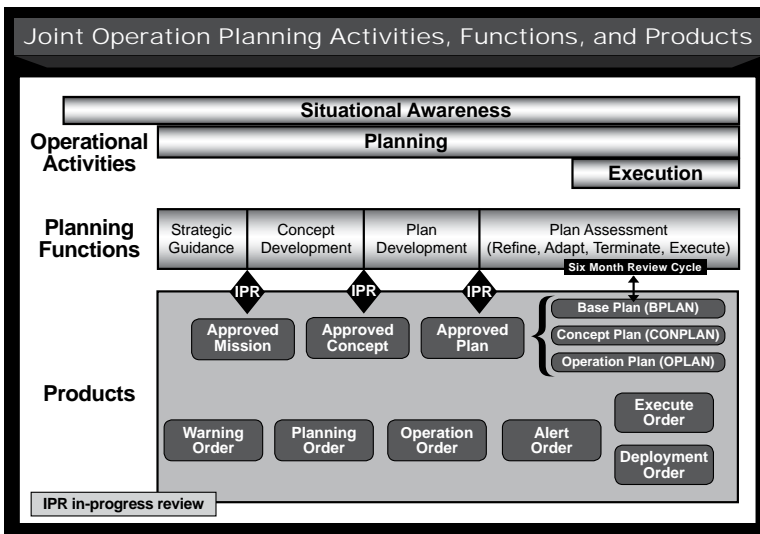 Joint Operation Planning Activities, Functions, and Products
Situational Awareness
Operational
Activities
Planning
Execution
Planning
Functions
Strategic
Guidance
Concept
Development
Plan
Development
Plan Assessment
(Refine, Adapt, Terminate, Execute)
Six Month Review Cycle
IPR
IPR
IPR
Products
Approved
Mission
Approved
Concept
Approved
Plan
Base Plan (BPLAN)
Concept Plan (CONPLAN)
Operation Plan (OPLAN)
Warning
Order
Planning
Order
Operation
Order
Alert
Order
Execute
Order
Deployment
Order
IPR in-progress review